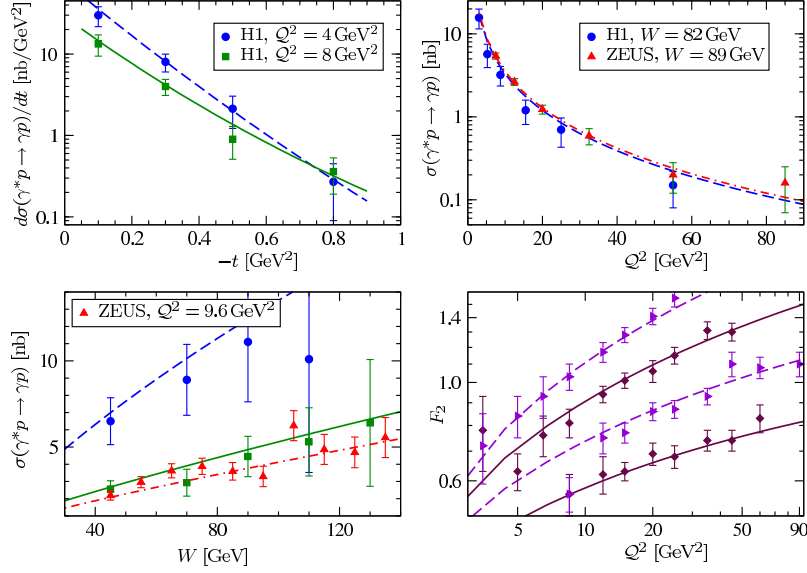 dσ(γ*p → γp)/dt [nb/GeV²]
10
1
0.1
H1, Q² = 4 GeV²
H1, Q² = 8 GeV²
0
0.2
0.4
0.6
0.8
1
−t [GeV²]
σ(γ*p → γp) [nb]
10
1
0.1
H1, W = 82 GeV
ZEUS, W = 89 GeV
0
20
40
60
80
Q² [GeV²]
σ(γ*p → γp) [nb]
10
5
ZEUS, Q² = 9.6 GeV²
40
80
120
W [GeV]
F₂
1.4
1.0
0.6
5
10
20
50
90
Q² [GeV²]